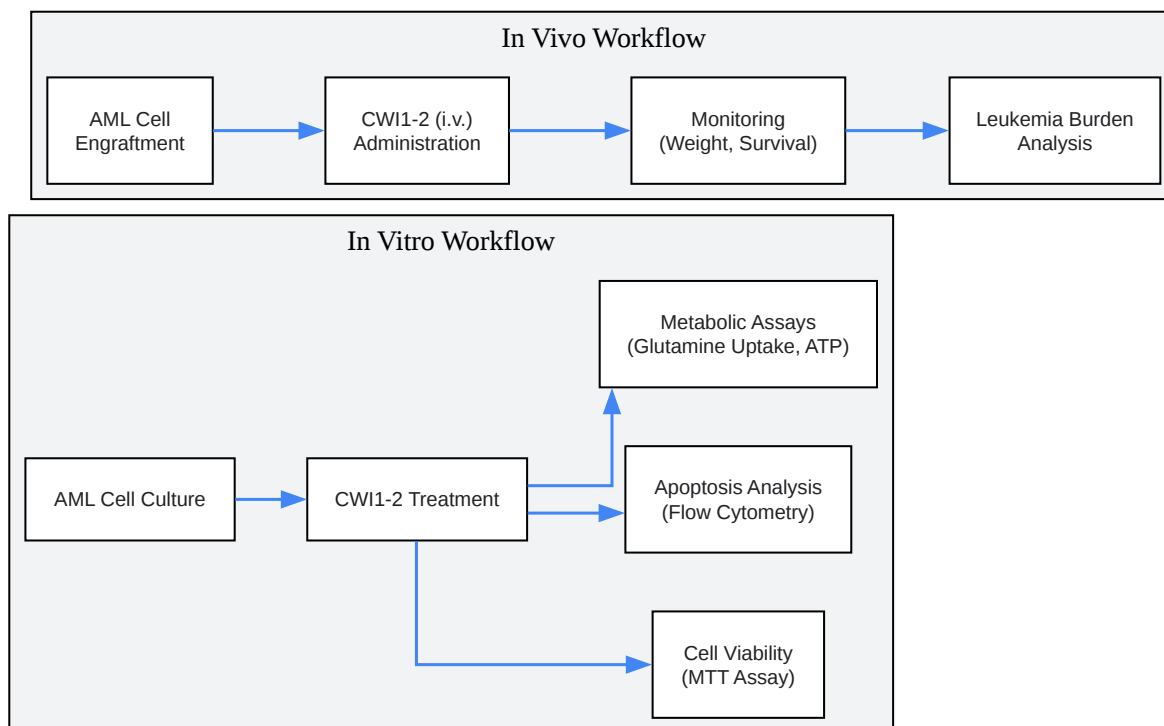 In Vivo Workflow
AML Cell
Engraftment
CWI1-2 (i.v.)
Administration
Monitoring
(Weight, Survival)
Leukemia Burden
Analysis
In Vitro Workflow
Metabolic Assays
(Glutamine Uptake, ATP)
AML Cell Culture
CWI1-2 Treatment
Apoptosis Analysis
(Flow Cytometry)
Cell Viability
(MTT Assay)